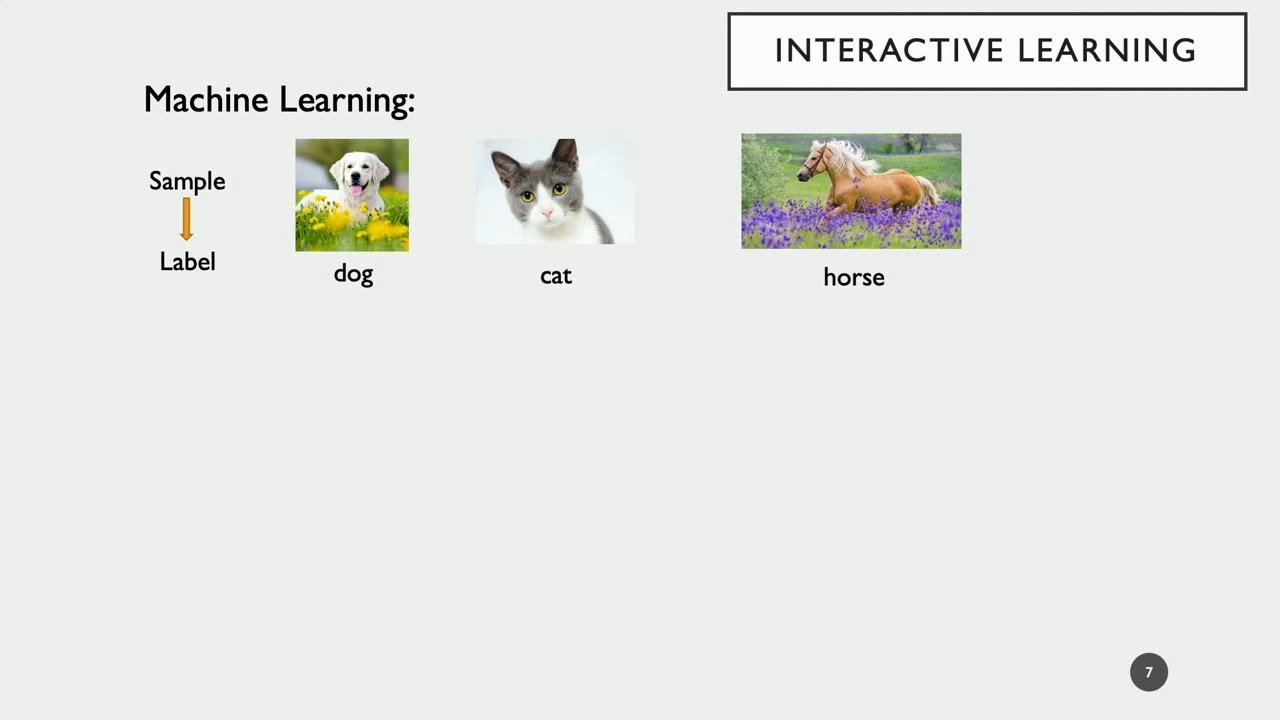 INTERACTIVE LEARNING
Machine Learning:
Sample
Label
dog
cat
horse
7